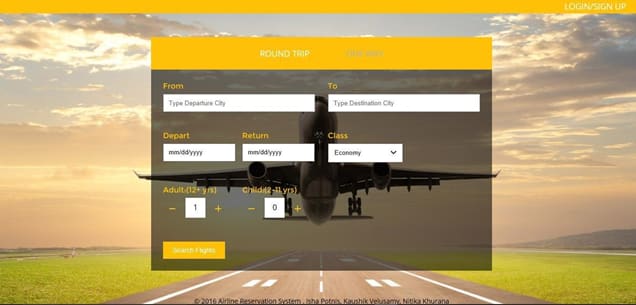 LOGIN/SIGN UP
ROUND TRIP ONE WAY
From To
Type Departure City Type Destination City
Depart Return Class
mm/dd/yyyy mm/dd/yyyy Economy
Adult (12+ yrs) Child (2-11 yrs)
− 1 + − 0 +
Search Flights
© 2016 Airline Reservation System . Isha Potnis, Kaushik Velusamy, Nitika Khurana